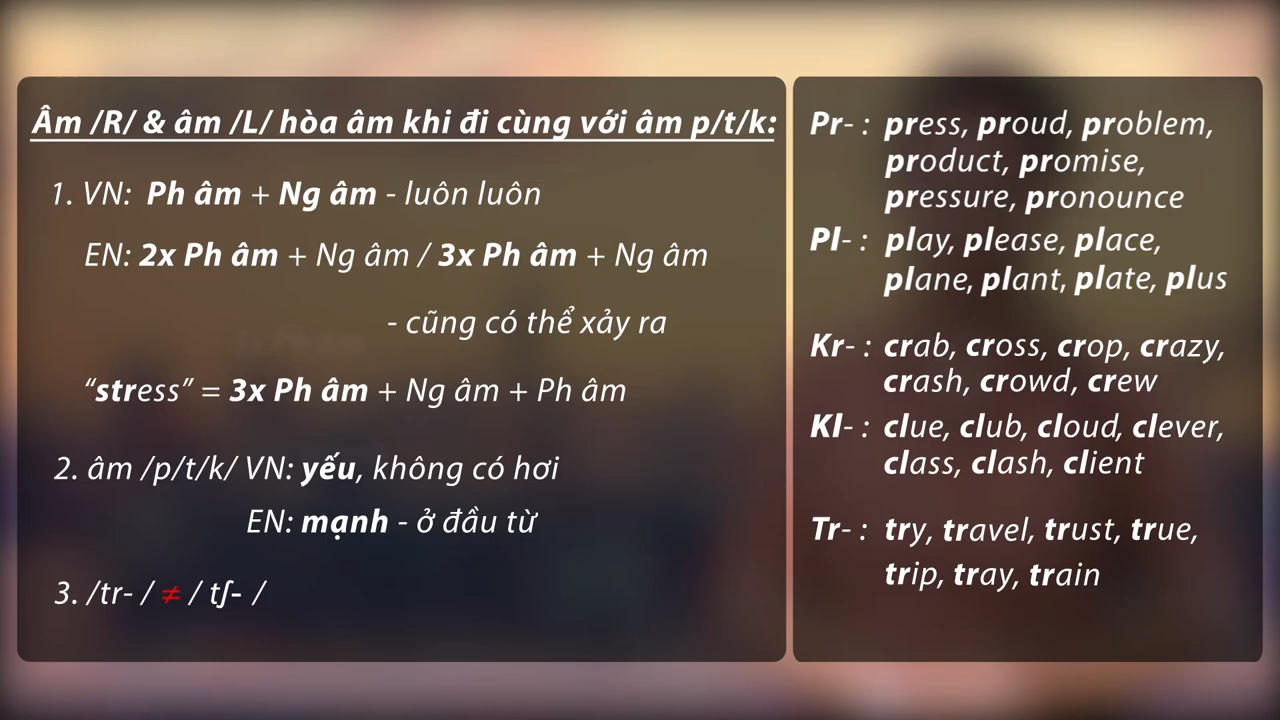 Âm /R/ & âm /L/ hòa âm khi đi cùng với âm p/t/k:
1. VN: Ph âm + Ng âm - luôn luôn
EN: 2x Ph âm + Ng âm / 3x Ph âm + Ng âm
- cũng có thể xảy ra
“stress” = 3x Ph âm + Ng âm + Ph âm
2. âm /p/t/k/ VN: yếu, không có hơi
EN: mạnh - ở đầu từ
3. /tr- / ≠ / tʃ- /
Pr- : press, proud, problem,
product, promise,
pressure, pronounce
Pl- : play, please, place,
plane, plant, plate, plus
Kr- : crab, cross, crop, crazy,
crash, crowd, crew
Kl- : clue, club, cloud, clever,
class, clash, client
Tr- : try, travel, trust, true,
trip, tray, train